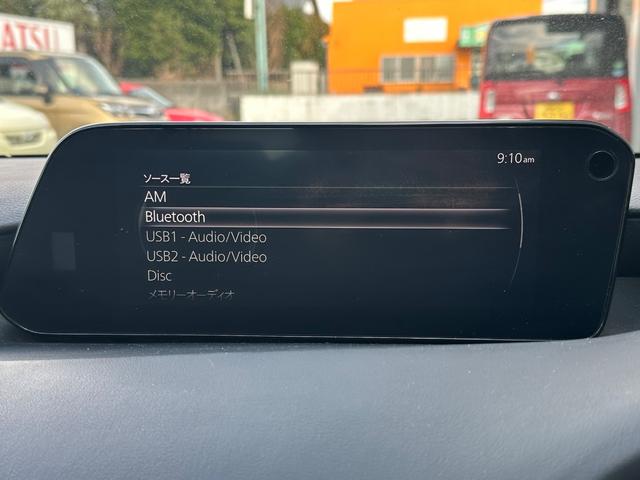 ATSU
9:10am
ソース一覧
AM
Bluetooth
USB1 - Audio/Video
USB2 - Audio/Video
Disc
メモリーオーディオ